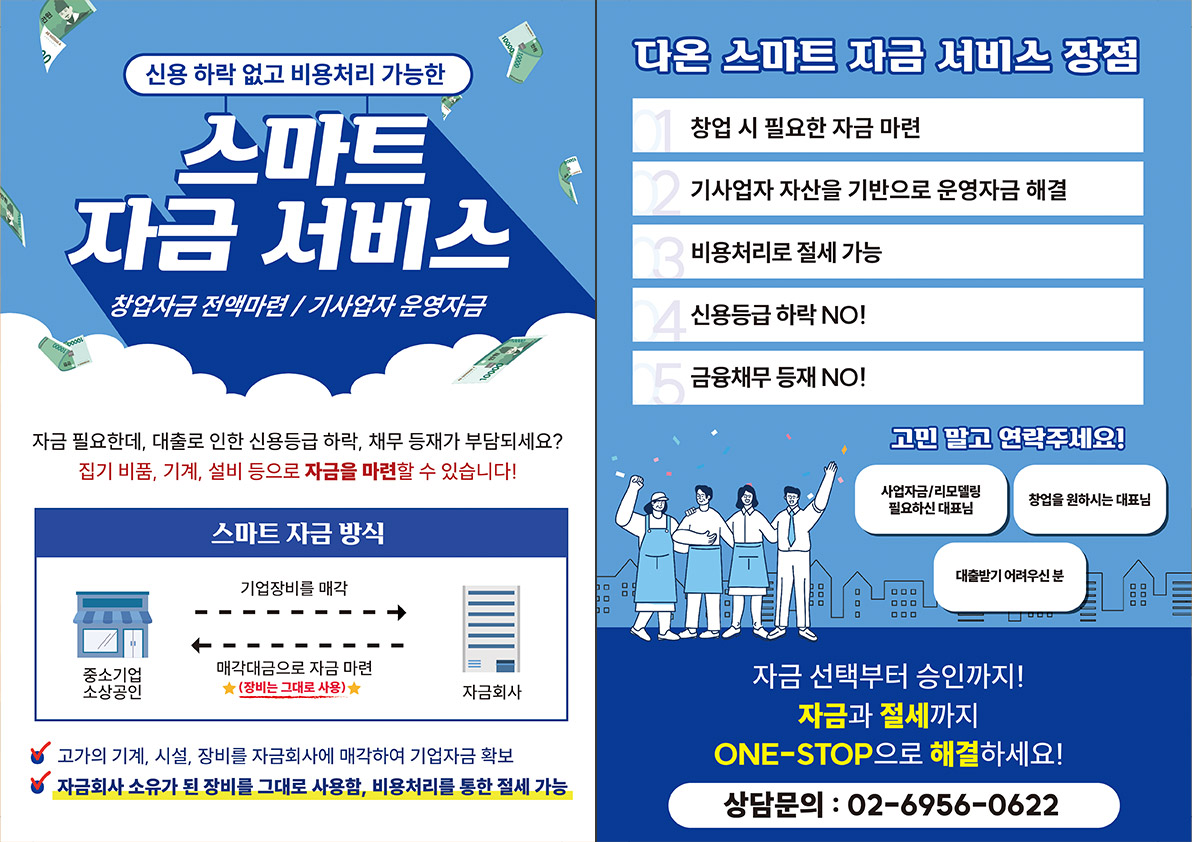 신용 하락 없고 비용처리 가능한
스마트
자금 서비스
창업자금 전액마련 / 기사업자 운영자금
10000
10000
10000
자금 필요한데, 대출로 인한 신용등급 하락, 채무 등재가 부담되세요?
집기 비품, 기계, 설비 등으로 자금을 마련할 수 있습니다!
스마트 자금 방식
기업장비를 매각
매각대금으로 자금 마련
(장비는 그대로 사용)
중소기업
소상공인
자금회사
고가의 기계, 시설, 장비를 자금회사에 매각하여 기업자금 확보
자금회사 소유가 된 장비를 그대로 사용함, 비용처리를 통한 절세 가능
다온 스마트 자금 서비스 장점
01 창업 시 필요한 자금 마련
02 기사업자 자산을 기반으로 운영자금 해결
03 비용처리로 절세 가능
04 신용등급 하락 NO!
05 금융채무 등재 NO!
고민 말고 연락주세요!
사업자금/리모델링
필요하신 대표님
창업을 원하시는 대표님
대출받기 어려우신 분
자금 선택부터 승인까지!
자금과 절세까지
ONE-STOP으로 해결하세요!
상담문의 : 02-6956-0622